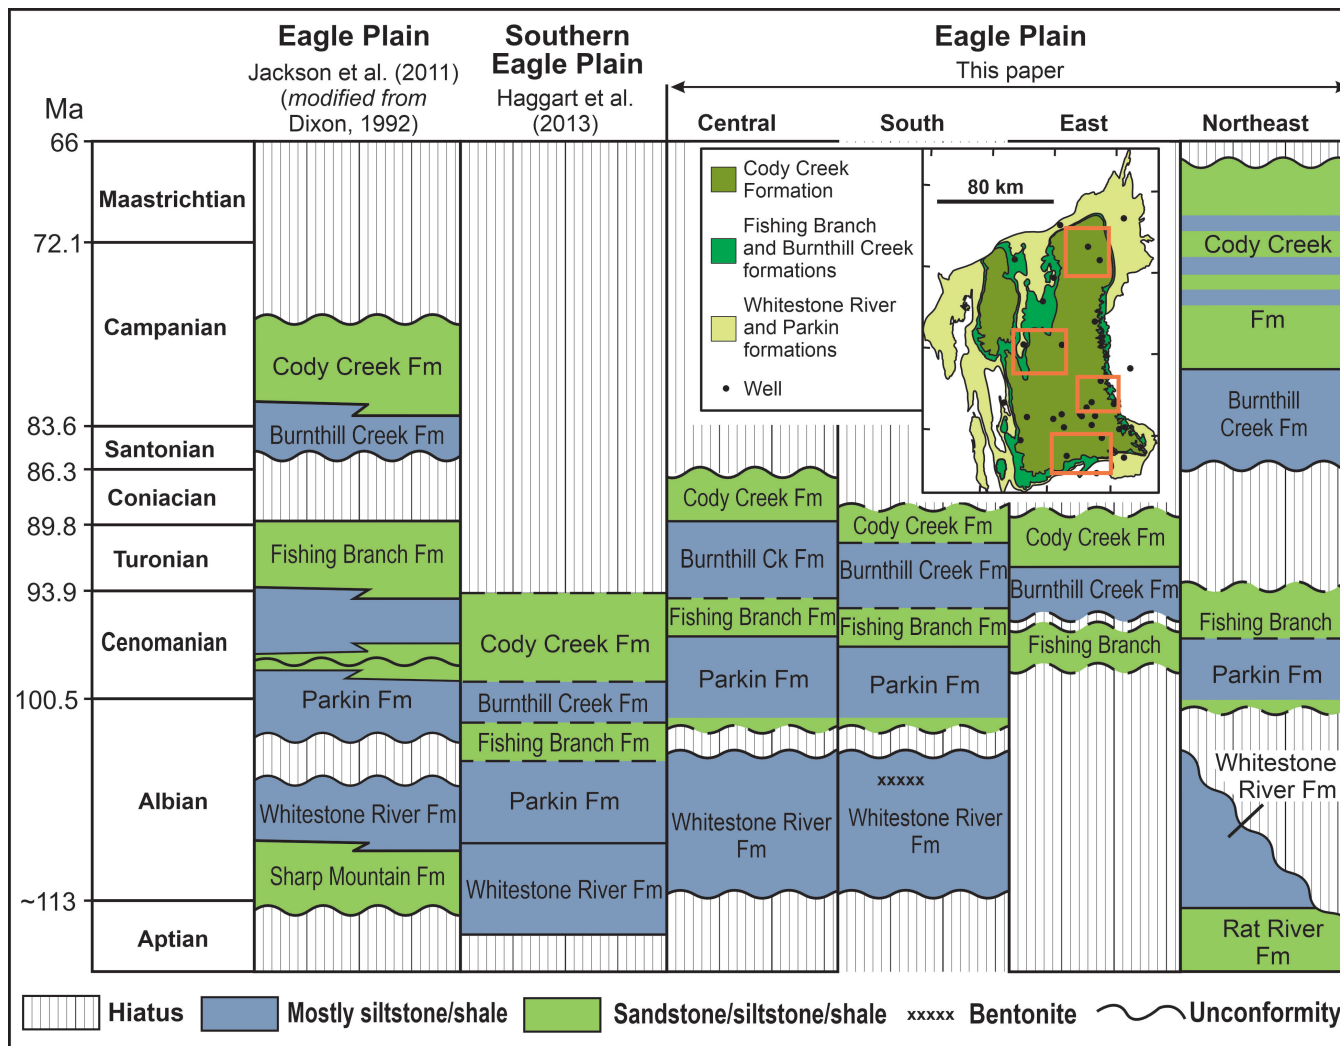 Eagle Plain
Jackson et al. (2011)
(modified from
Dixon, 1992)
Southern
Eagle Plain
Haggart et al.
(2013)
Eagle Plain
This paper
Central
South
East
Northeast
Ma
66
72.1
83.6
86.3
89.8
93.9
100.5
~113
Maastrichtian
Campanian
Santonian
Coniacian
Turonian
Cenomanian
Albian
Aptian
Cody Creek Fm
Burnthill Creek Fm
Fishing Branch Fm
Parkin Fm
Whitestone River Fm
Sharp Mountain Fm
Cody Creek Fm
Burnthill Creek Fm
Fishing Branch Fm
Parkin Fm
Whitestone River Fm
Cody Creek Fm
Burnthill Ck Fm
Fishing Branch Fm
Parkin Fm
Whitestone River
Fm
Cody Creek Fm
Burnthill Creek Fm
Fishing Branch Fm
Parkin Fm
xxxxx
Whitestone River
Fm
Cody Creek Fm
Burnthill Creek Fm
Fishing Branch
Cody Creek
Fm
Burnthill
Creek Fm
Fishing Branch
Parkin Fm
Whitestone
River Fm
Rat River
Fm
Cody Creek
Formation
Fishing Branch
and Burnthill Creek
formations
Whitestone River
and Parkin
formations
Well
80 km
Hiatus
Mostly siltstone/shale
Sandstone/siltstone/shale
xxxxx Bentonite
Unconformity